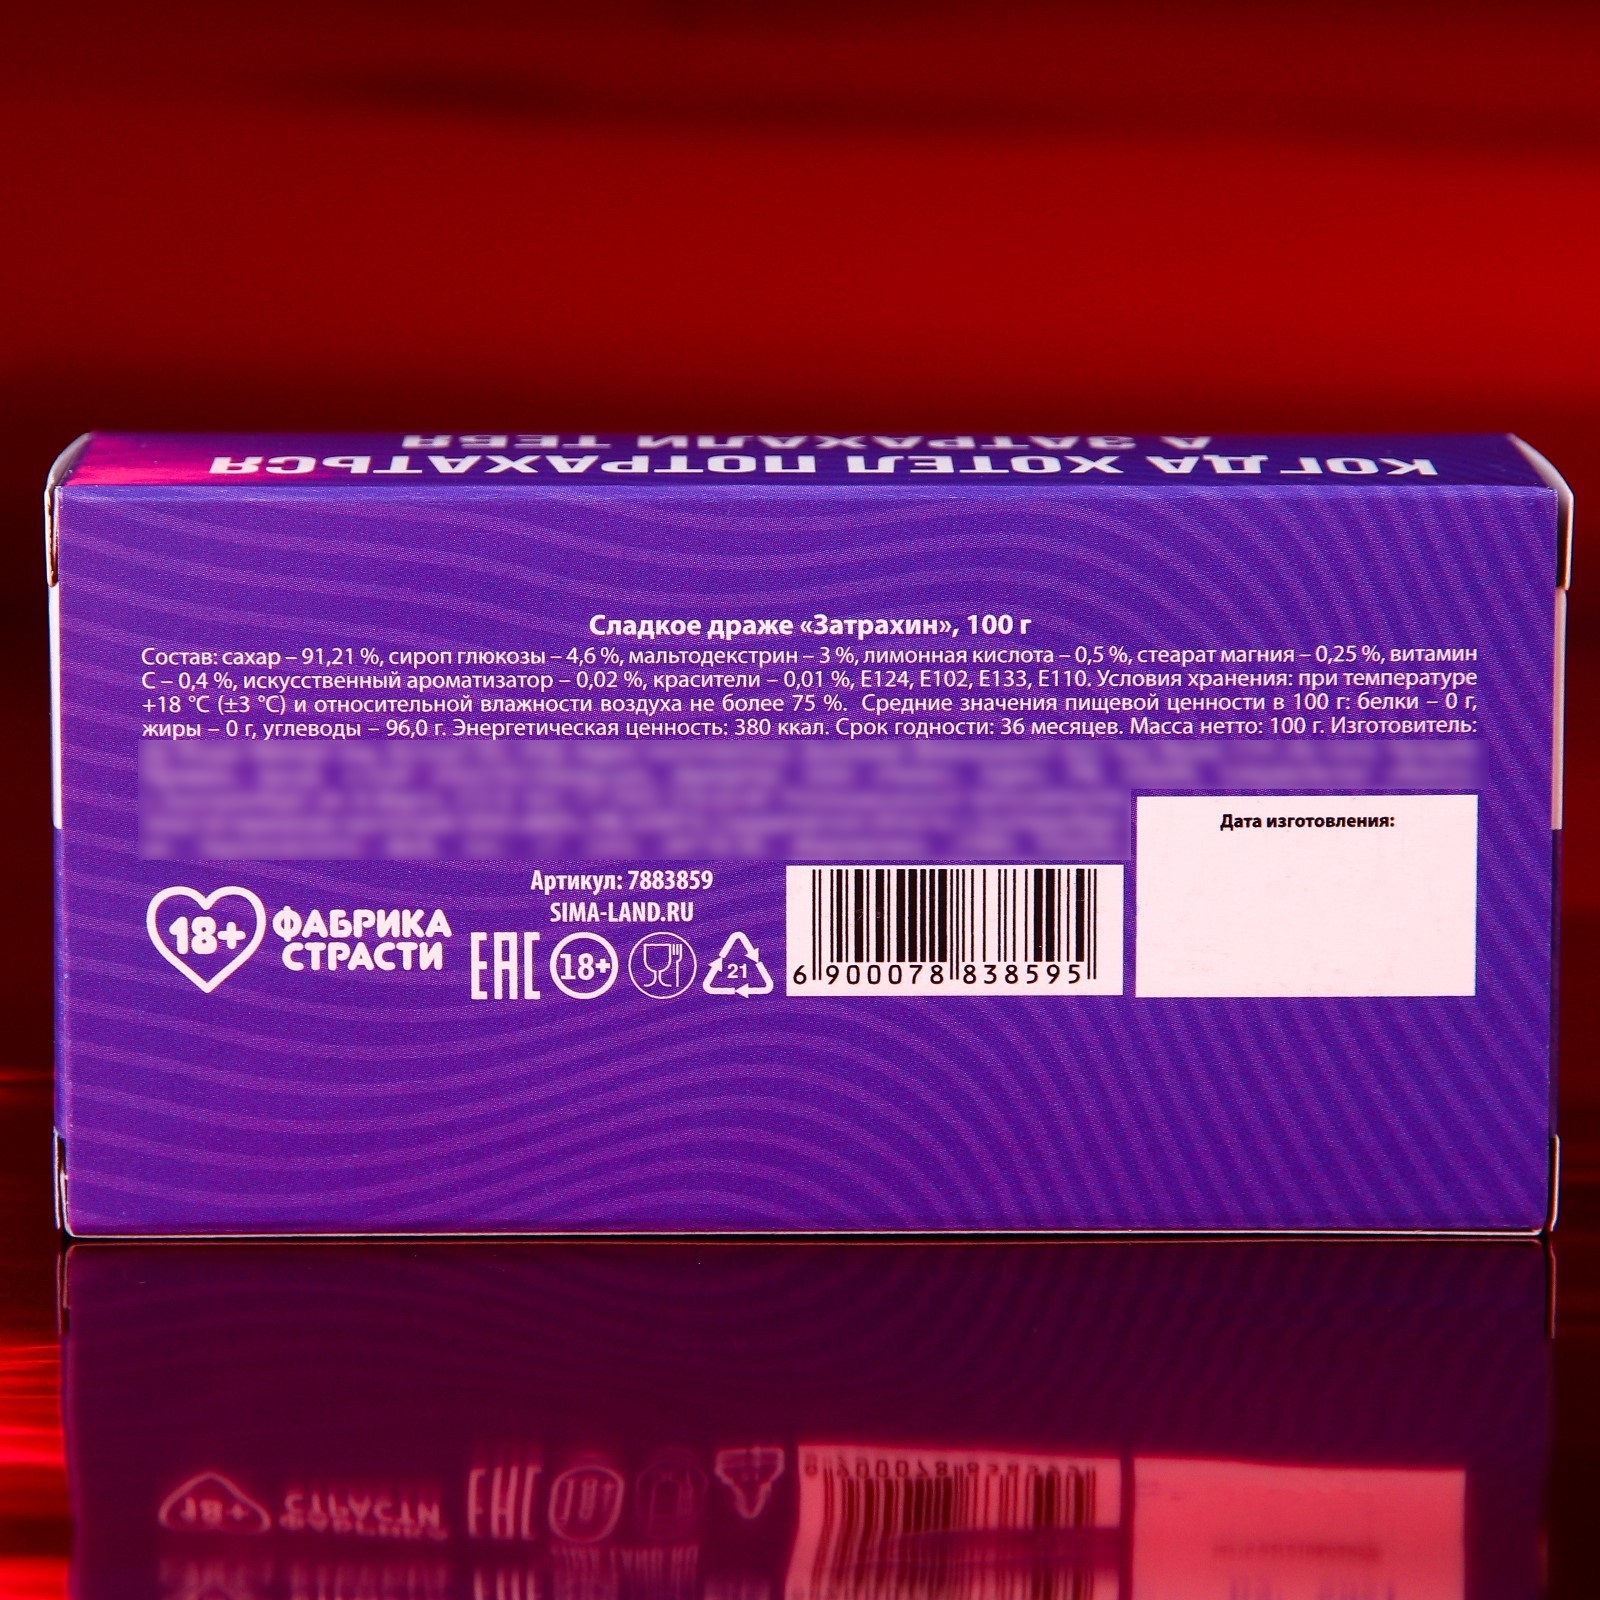 КОГДА ХОТЕЛ ПОТРАХАТЬСЯ
А ЗАТРАХАЛИ ТЕБЯ
Сладкое драже «Затрахин», 100 г
Состав: сахар – 91,21 %, сироп глюкозы – 4,6 %, мальтодекстрин – 3 %, лимонная кислота – 0,5 %, стеарат магния – 0,25 %, витамин
С – 0,4 %, искусственный ароматизатор – 0,02 %, красители – 0,01 %, Е124, Е102, Е133, Е110. Условия хранения: при температуре
+18 °С (±3 °С) и относительной влажности воздуха не более 75 %. Средние значения пищевой ценности в 100 г: белки – 0 г,
жиры – 0 г, углеводы – 96,0 г. Энергетическая ценность: 380 ккал. Срок годности: 36 месяцев. Масса нетто: 100 г. Изготовитель:
Дата изготовления:
Артикул: 7883859
SIMA-LAND.RU
18+ ФАБРИКА
СТРАСТИ
EAC 18+ 21
6 900078 838595